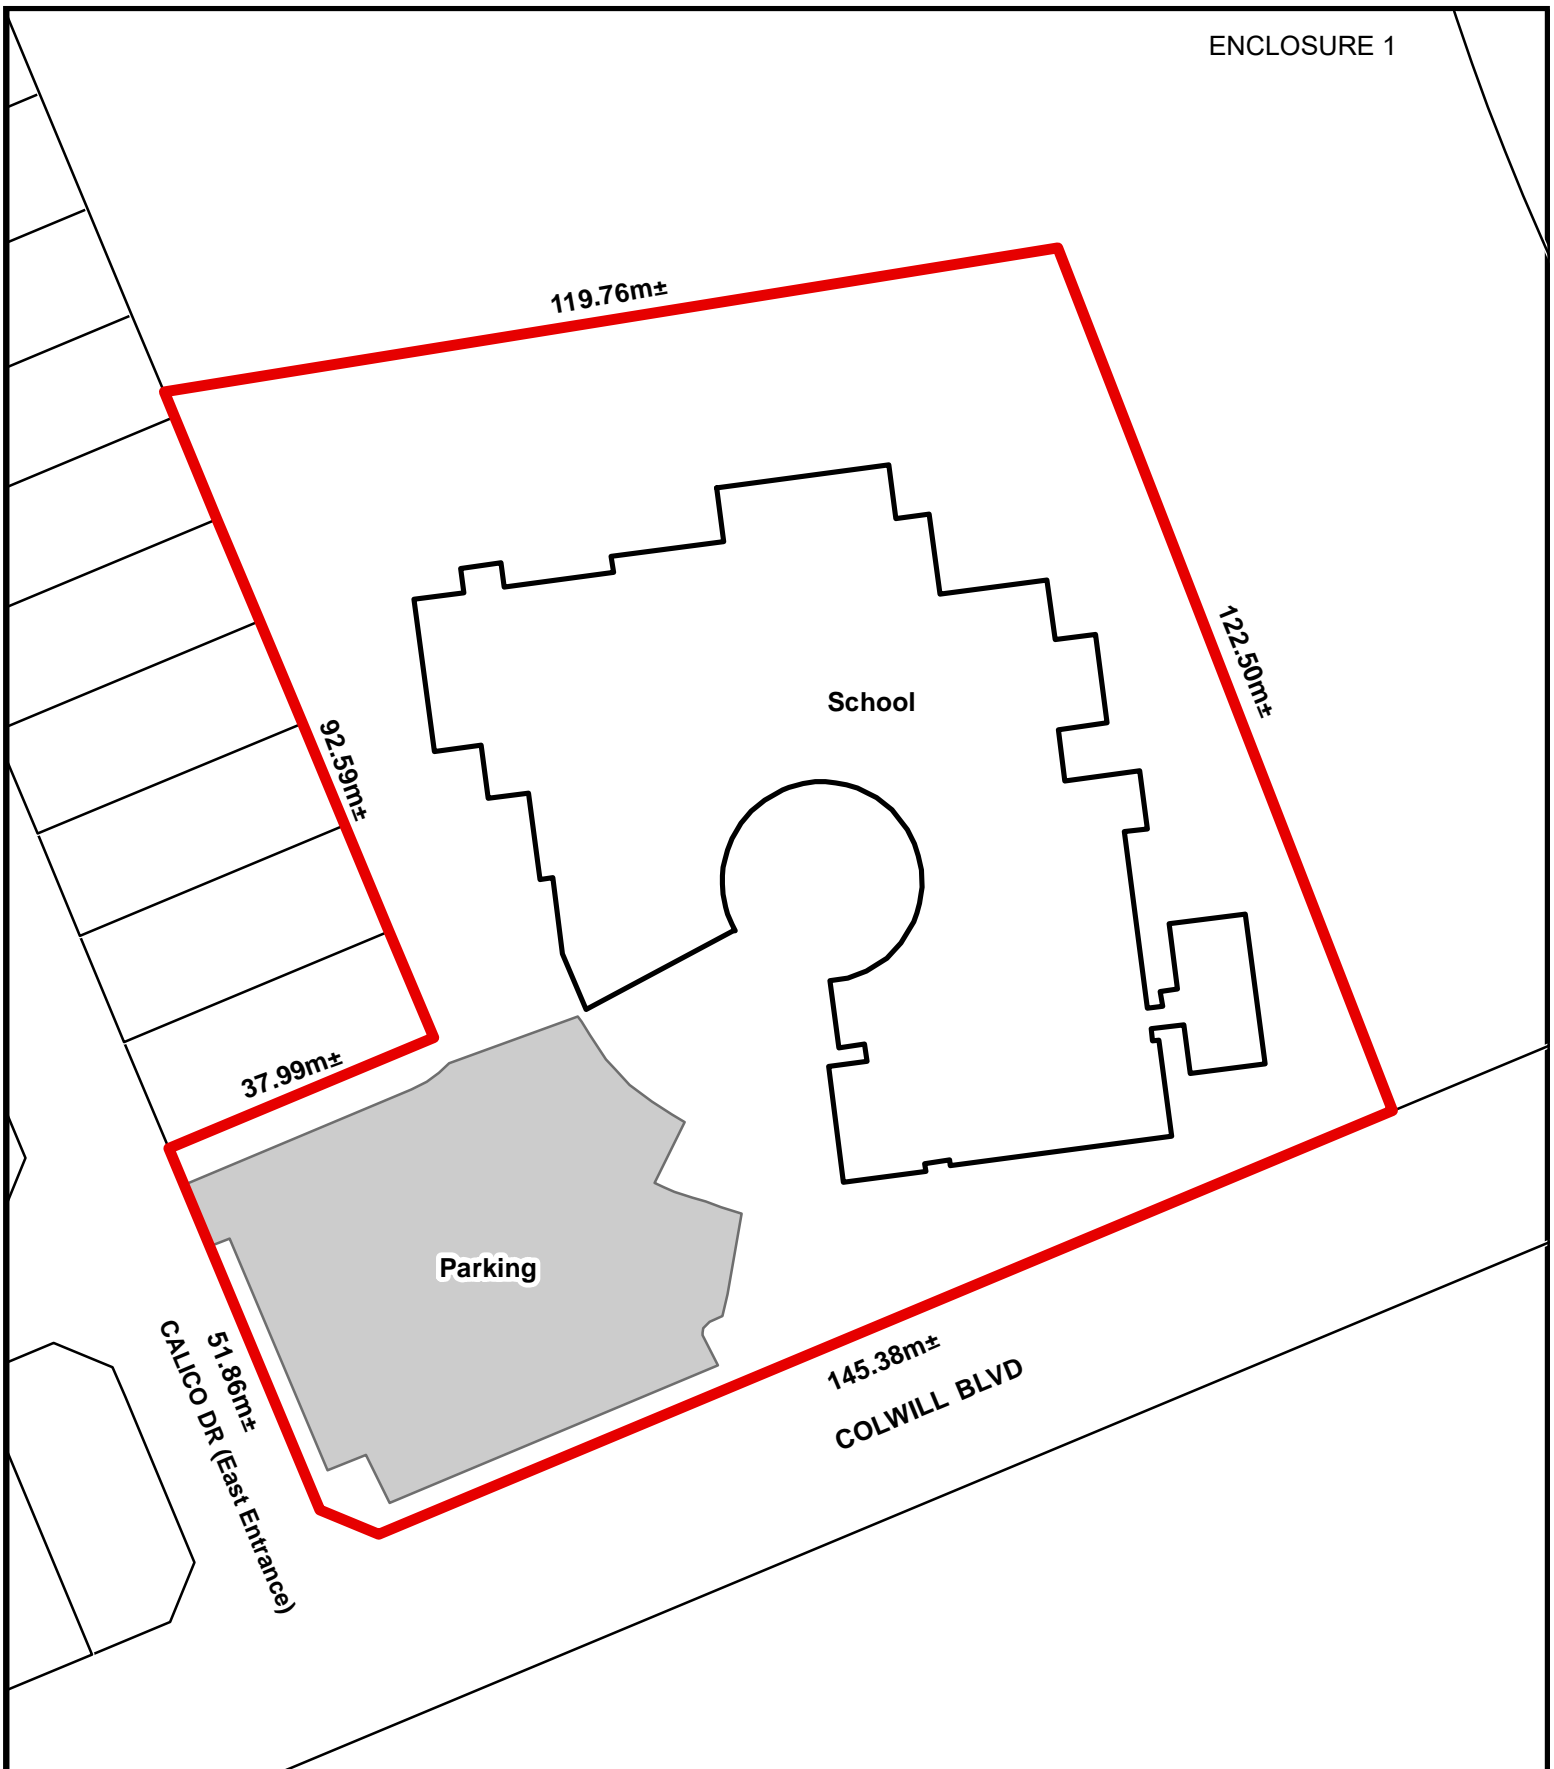 ENCLOSURE 1
119.76m±
122.50m±
School
92.59m±
37.99m±
Parking
51.86m±
CALICO DR (East Entrance)
145.38m±
COLWILL BLVD